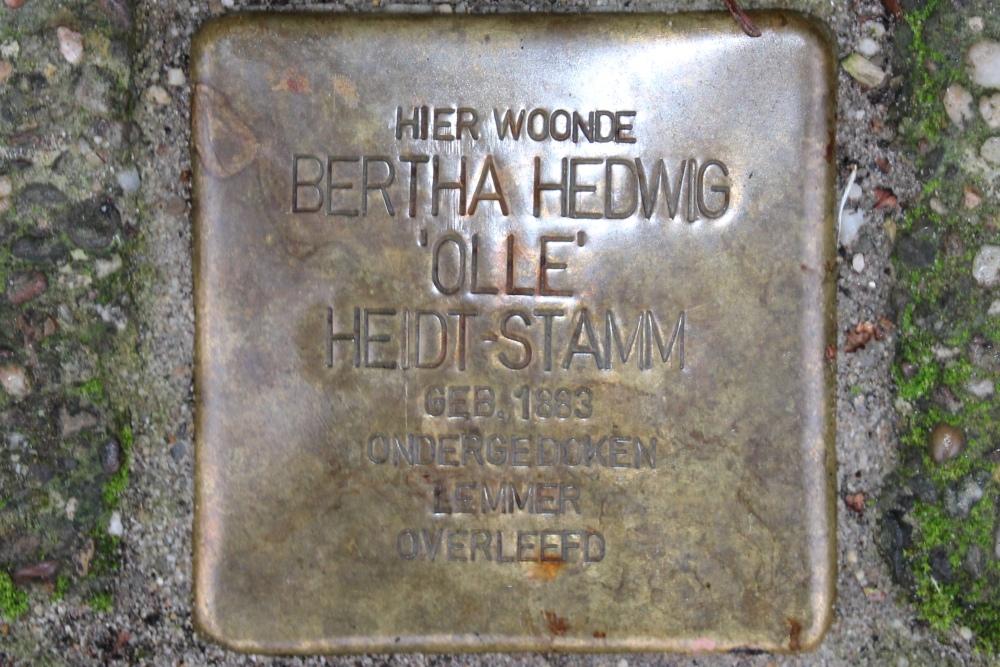 HIER WOONDE
BERTHA HEDWIG
'OLLE'
HEIDT-STAMM
GEB. 1883
ONDERGEDOKEN
LEMMER
OVERLEEFD